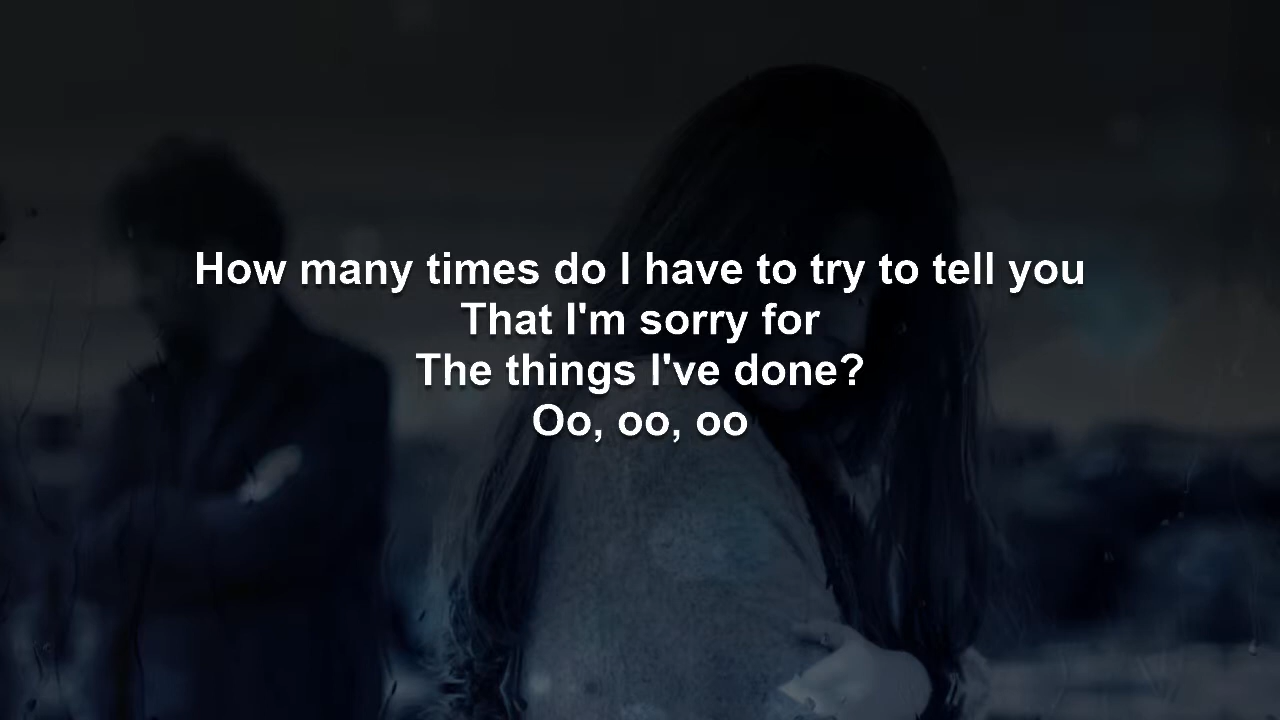 How many times do I have to try to tell you
That I'm sorry for
The things I've done?
Oo, oo, oo